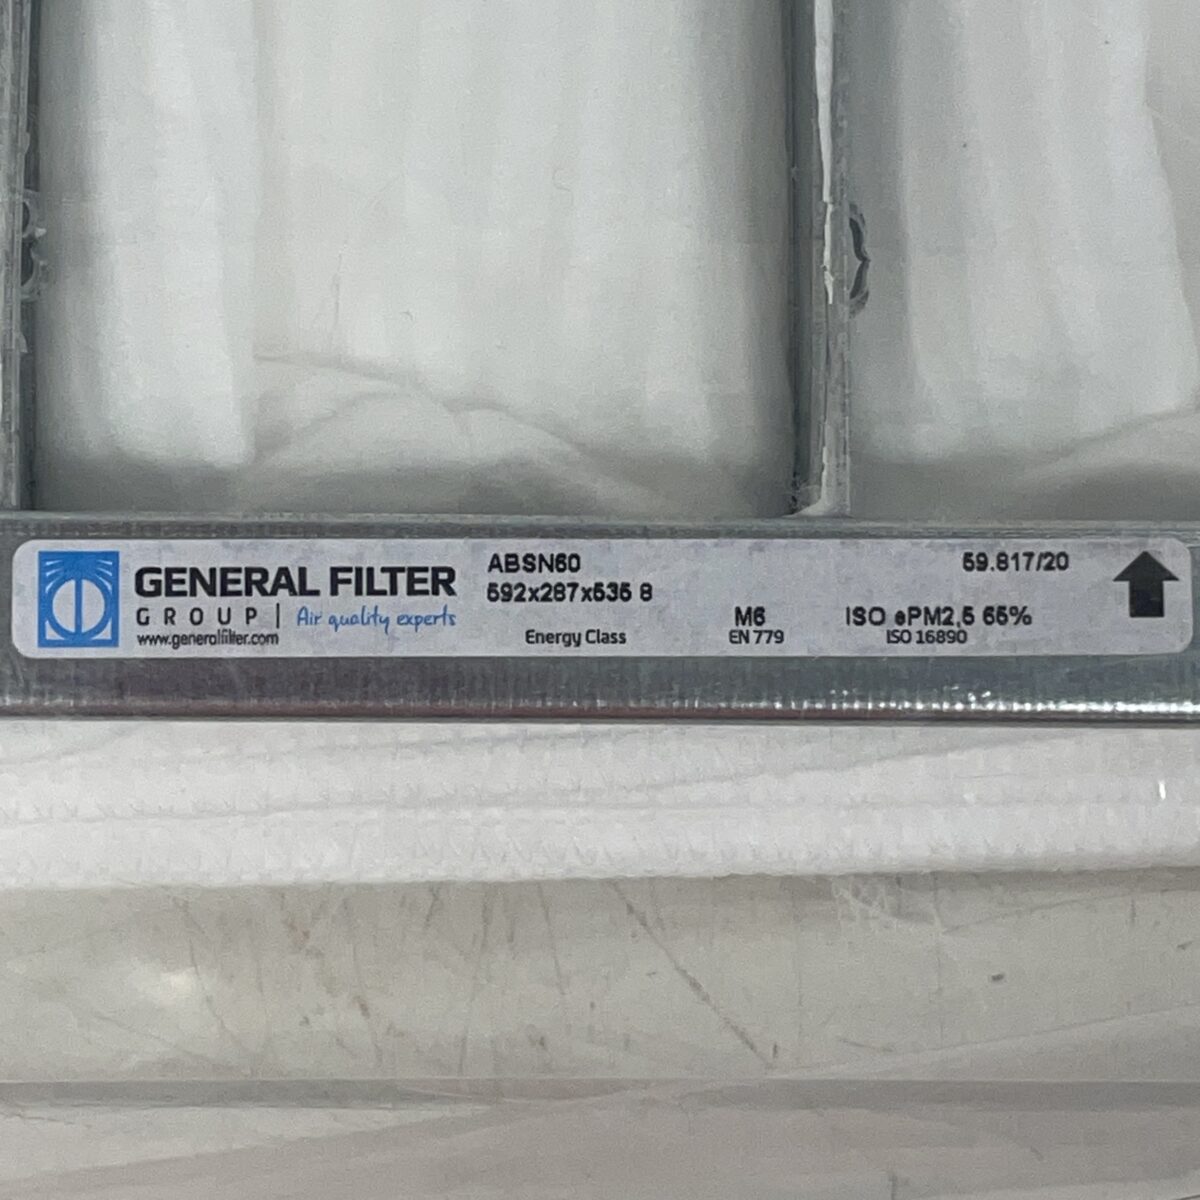 GENERAL FILTER
GROUP | Air quality experts
www.generalfilter.com
ABSN60
592x287x535 8
Energy Class
M6
EN 779
59.817/20
ISO ePM2,5 65%
ISO 16890